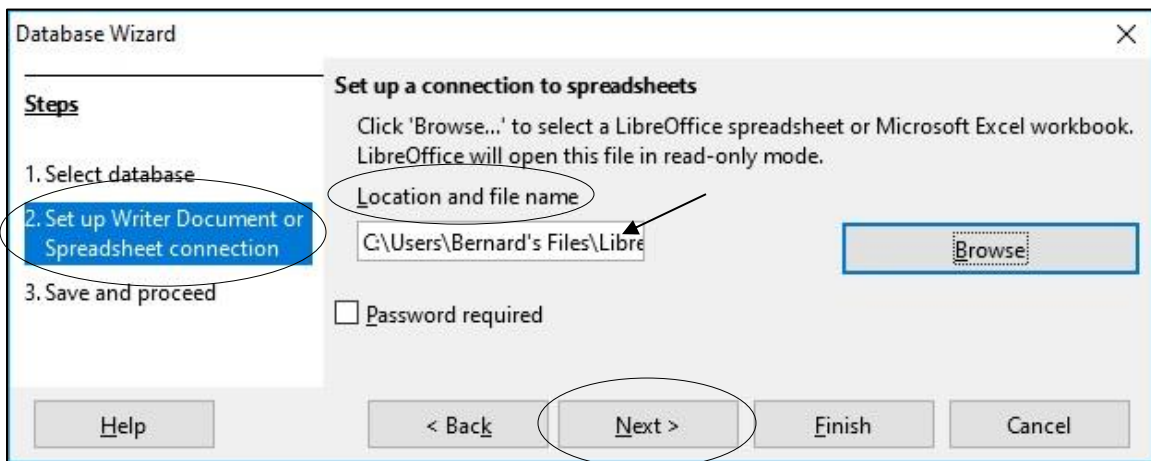 Database Wizard
Steps
1. Select database
2. Set up Writer Document or
Spreadsheet connection
3. Save and proceed
Set up a connection to spreadsheets
Click 'Browse...' to select a LibreOffice spreadsheet or Microsoft Excel workbook.
LibreOffice will open this file in read-only mode.
Location and file name
C:\Users\Bernard's Files\Libre
Browse
Password required
Help
< Back
Next >
Finish
Cancel